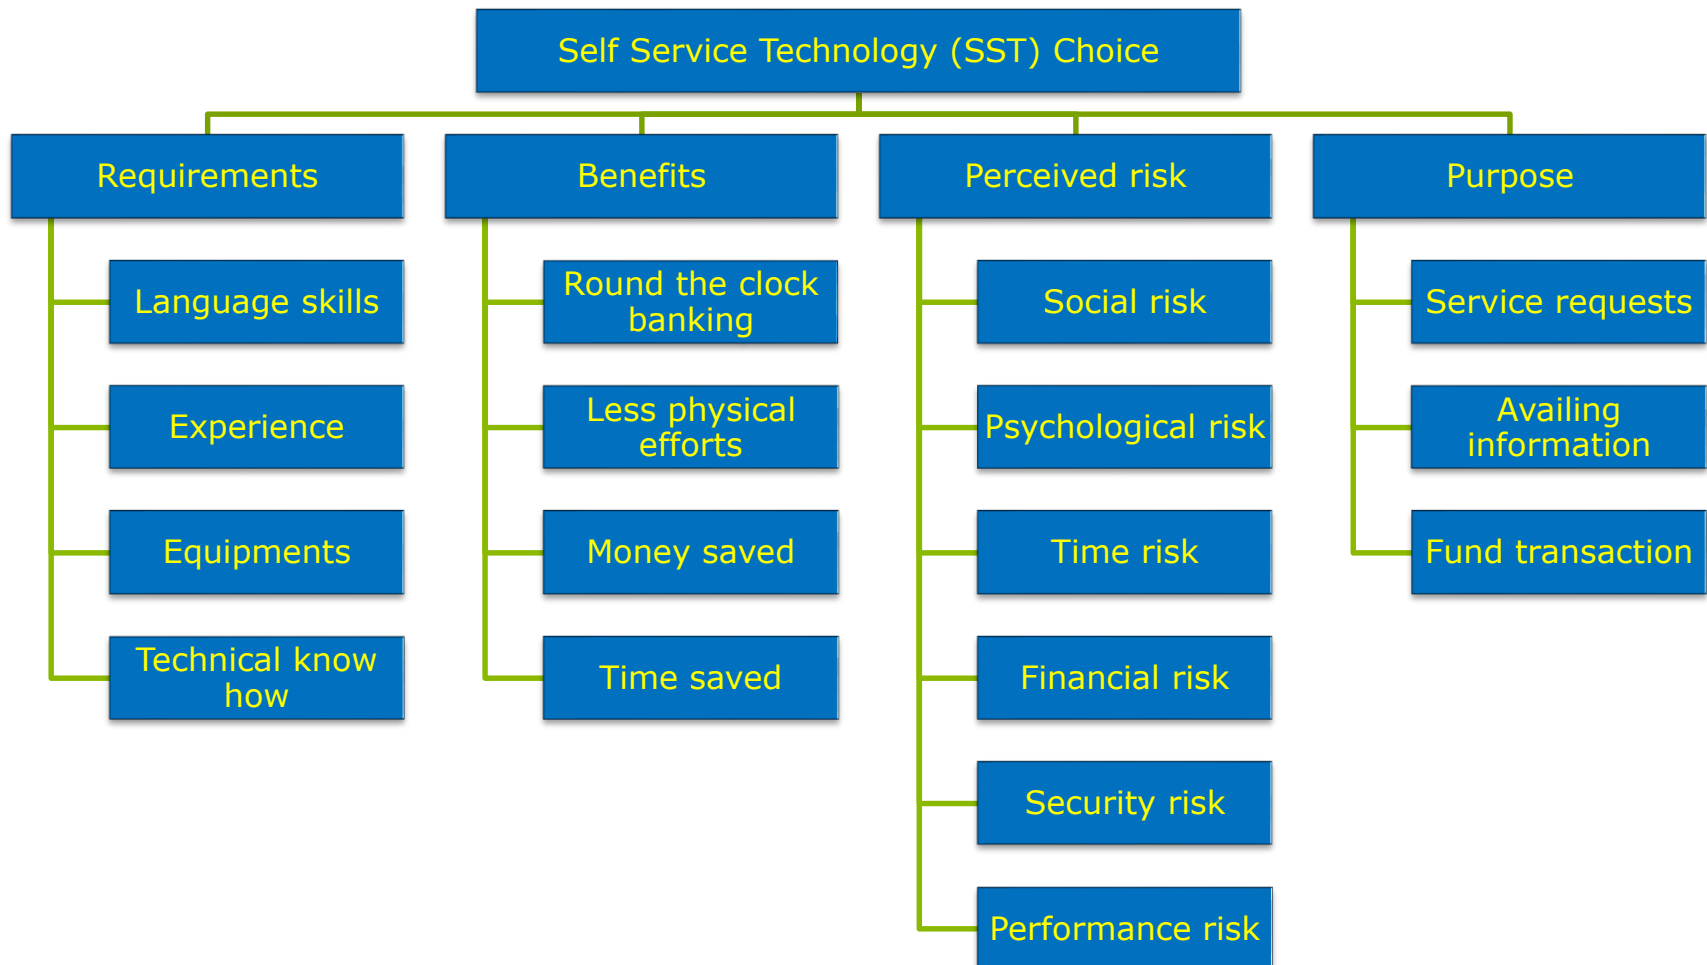 Self Service Technology (SST) Choice
Requirements
Language skills
Experience
Equipments
Technical know
how
Benefits
Round the clock
banking
Less physical
efforts
Money saved
Time saved
Perceived risk
Social risk
Psychological risk
Time risk
Financial risk
Security risk
Performance risk
Purpose
Service requests
Availing
information
Fund transaction